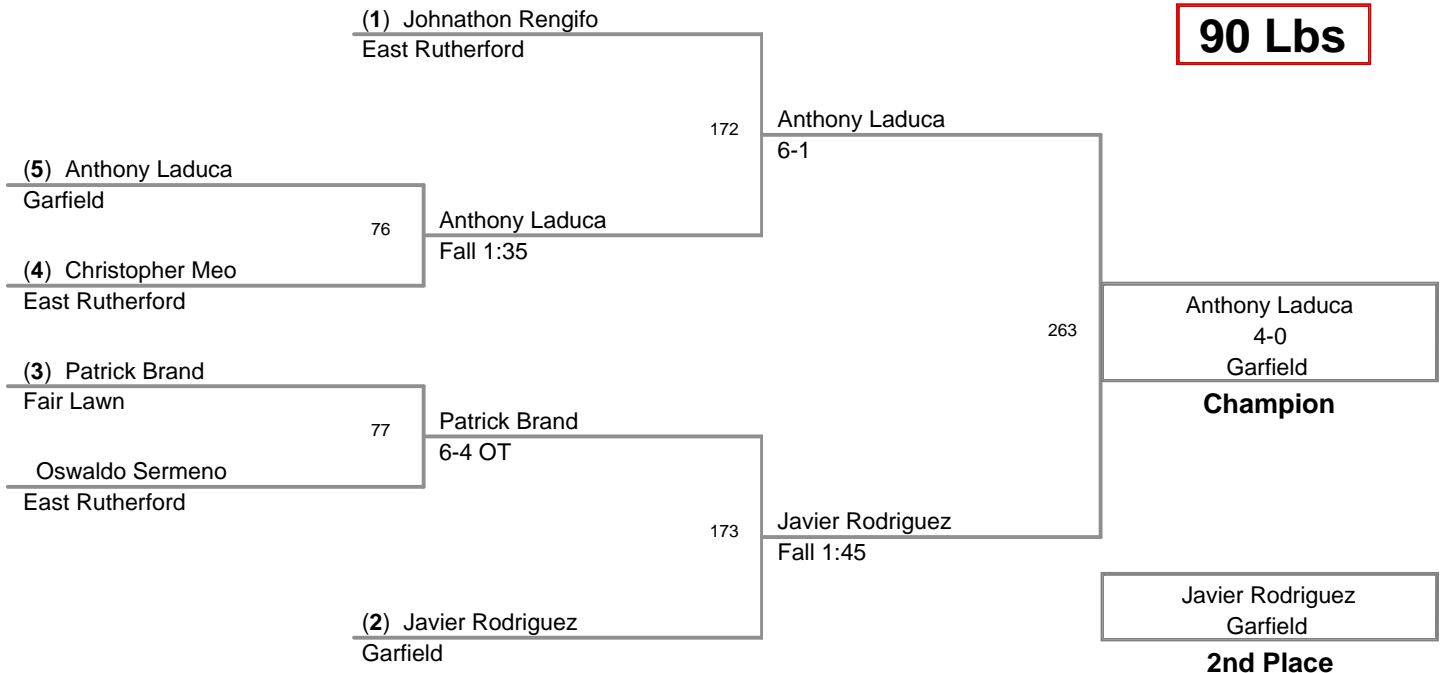 (1) Johnathon Rengifo
East Rutherford
90 Lbs
172
Anthony Laduca
6-1
(5) Anthony Laduca
Garfield
76
Anthony Laduca
Fall 1:35
(4) Christopher Meo
East Rutherford
263
Anthony Laduca
4-0
Garfield
Champion
(3) Patrick Brand
Fair Lawn
77
Patrick Brand
6-4 OT
Oswaldo Sermeno
East Rutherford
173
Javier Rodriguez
Fall 1:45
(2) Javier Rodriguez
Garfield
Javier Rodriguez
Garfield
2nd Place